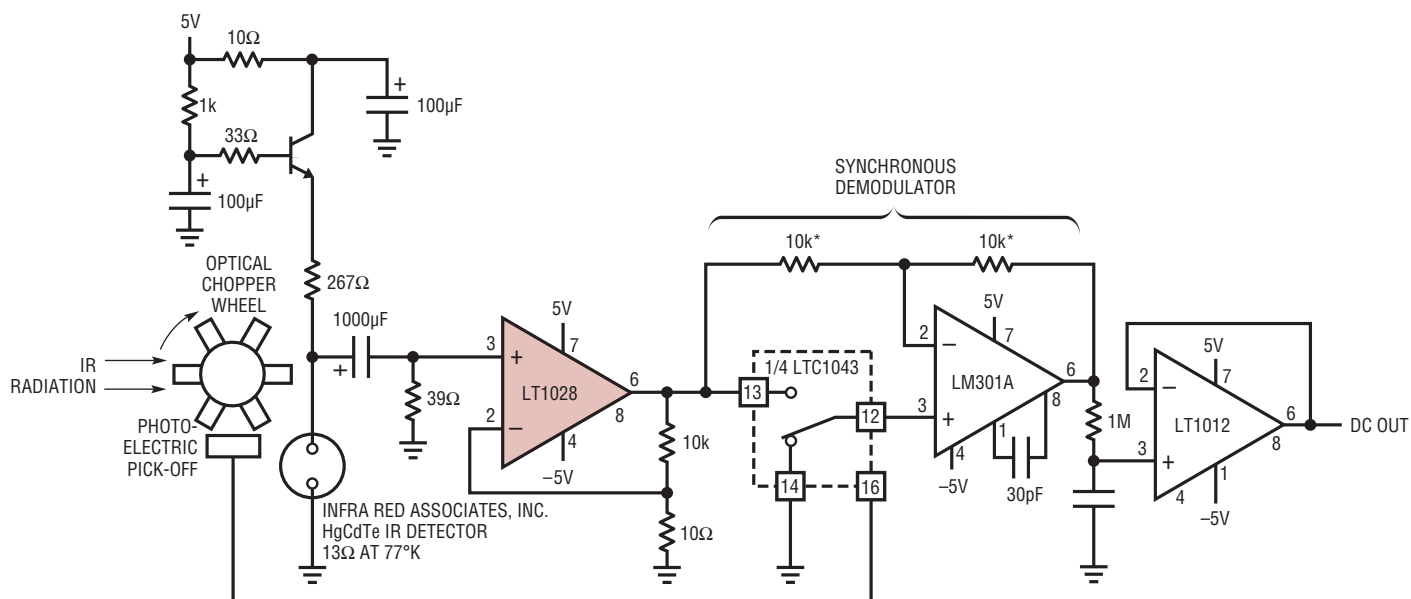 5V
10Ω
1k
+
100µF
33Ω
+
100µF
OPTICAL
CHOPPER
WHEEL
267Ω
IR
RADIATION
PHOTO-
ELECTRIC
PICK-OFF
1000µF
+
39Ω
INFRA RED ASSOCIATES, INC.
HgCdTe IR DETECTOR
13Ω AT 77°K
5V
3
+
7
LT1028
6
2
−
8
4
−5V
10k
10Ω
SYNCHRONOUS
DEMODULATOR
10k*
10k*
1/4 LTC1043
13
12
14
16
5V
2
−
7
LM301A
6
3
+
8
1
4
−5V
30pF
1M
5V
2
−
7
LT1012
6
3
+
8
1
4
−5V
DC OUT